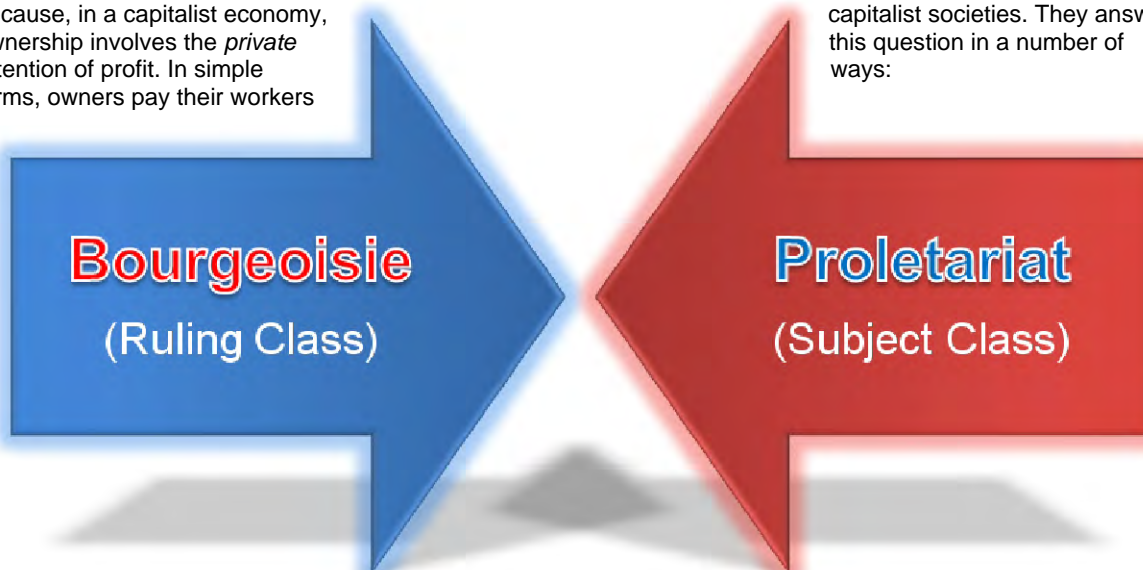 cause, in a capitalist economy,
wnership involves the private
tention of profit. In simple
rms, owners pay their workers
capitalist societies. They answ
this question in a number of
ways:
Bourgeoisie
(Ruling Class)
Proletariat
(Subject Class)